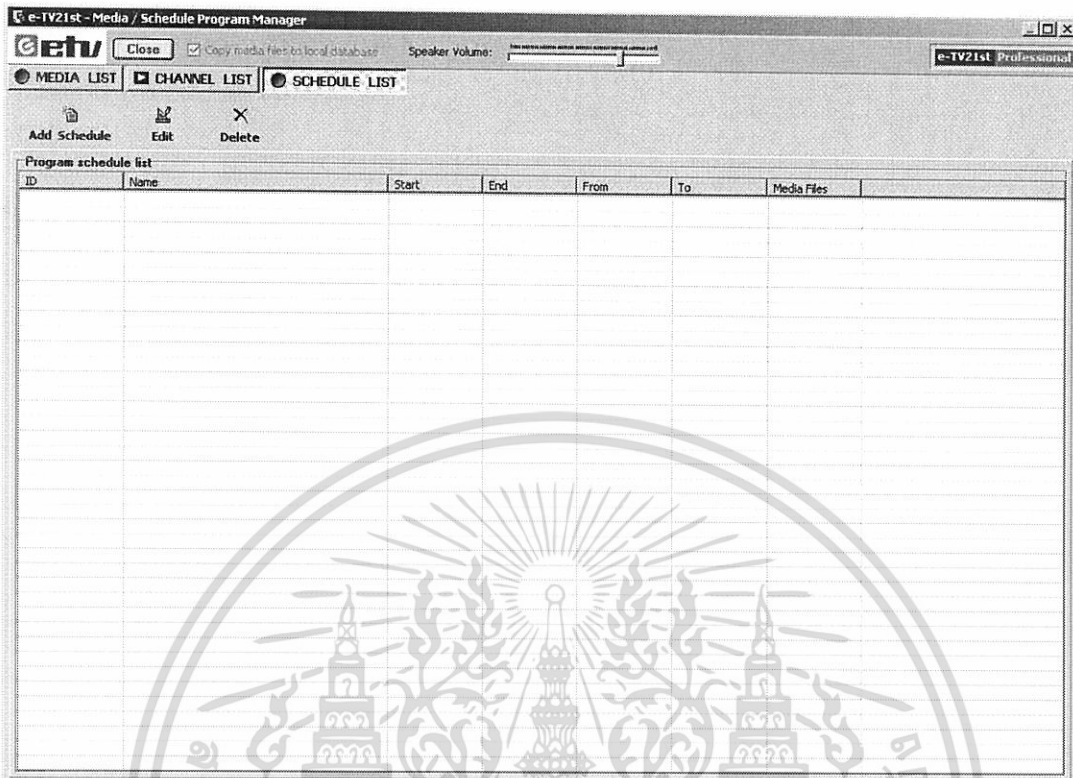 e-TV21st - Media / Schedule Program Manager
etv Close Copy media files to local database Speaker Volume: e-TV21st Professional
MEDIA LIST CHANNEL LIST SCHEDULE LIST
Add Schedule Edit Delete
Program schedule list
ID Name Start End From To Media Files